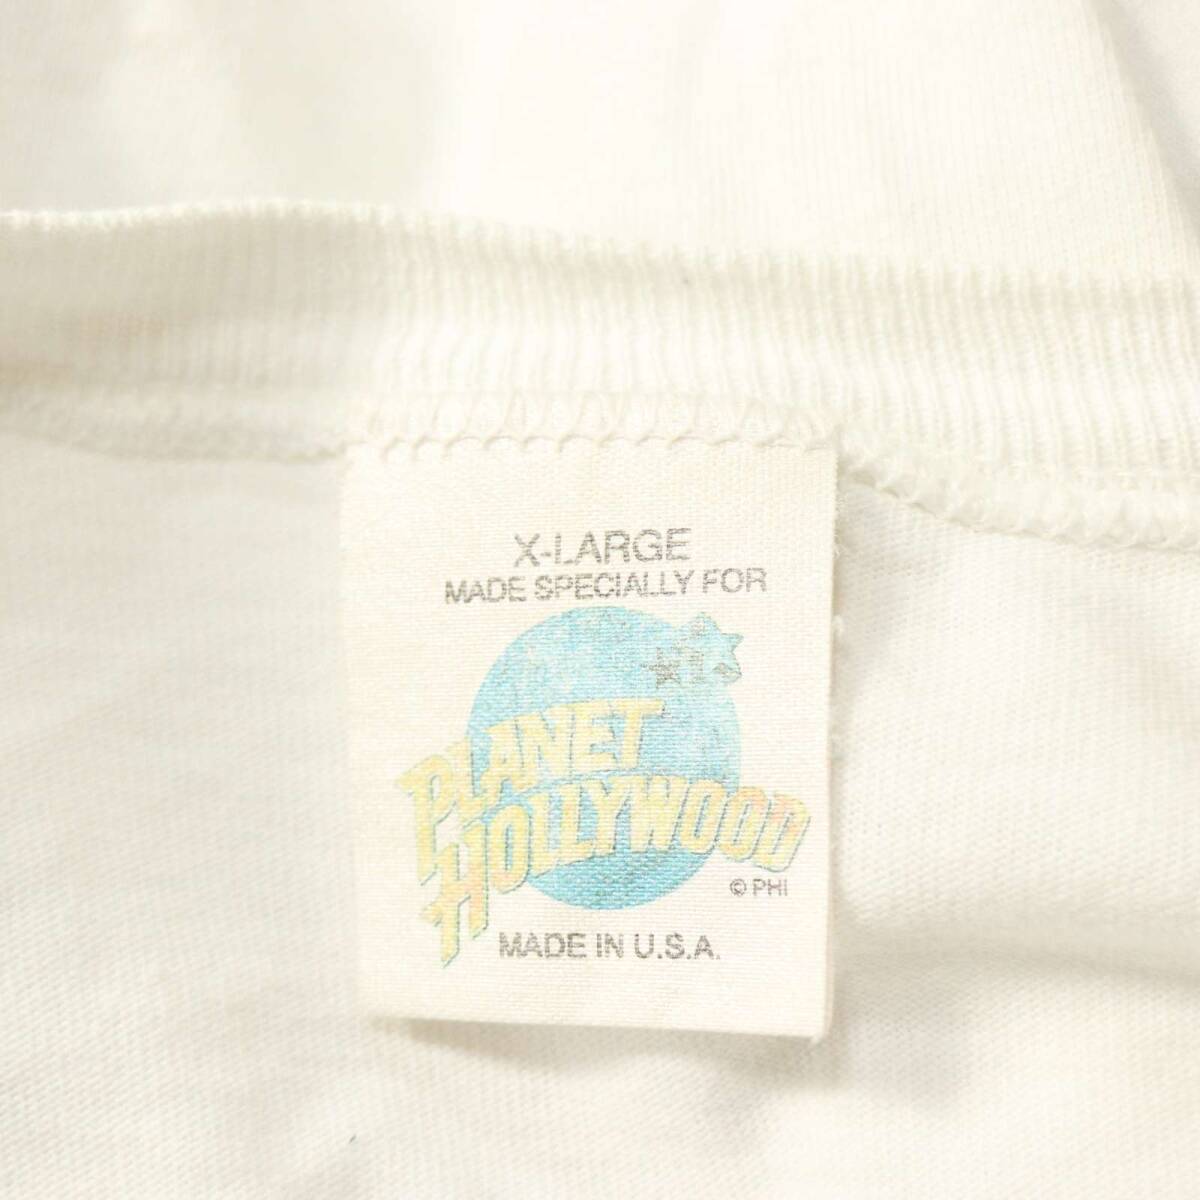 X-LARGE
MADE SPECIALLY FOR
PLANET
HOLLYWOOD
© PHI
MADE IN U.S.A.